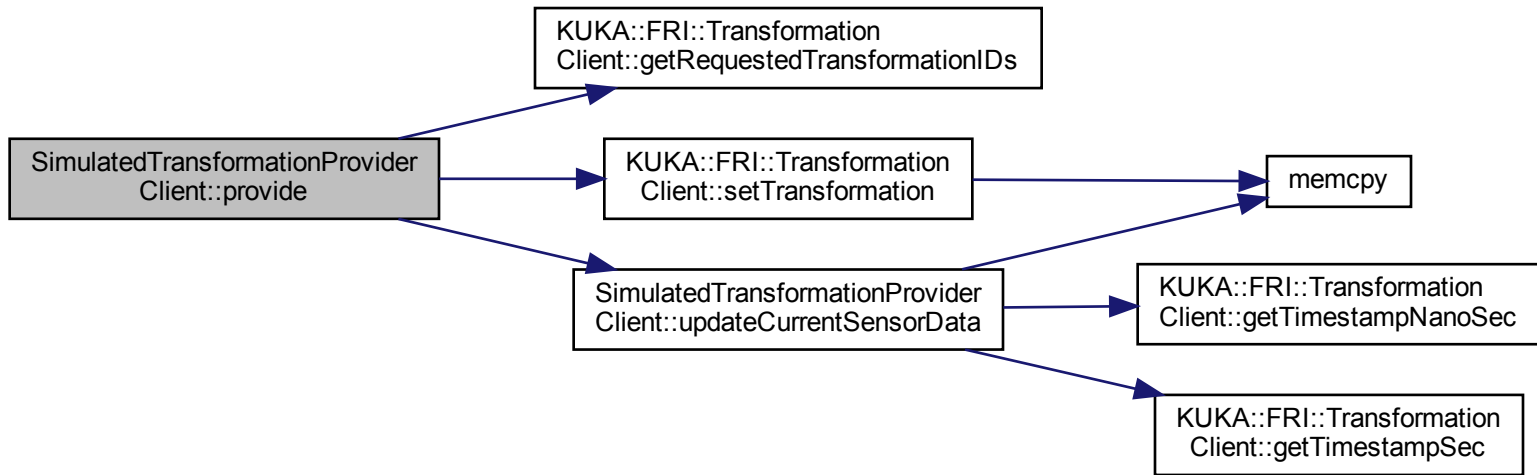 KUKA::FRI::Transformation
Client::getRequestedTransformationIDs
SimulatedTransformationProvider
Client::provide
KUKA::FRI::Transformation
Client::setTransformation
memcpy
SimulatedTransformationProvider
Client::updateCurrentSensorData
KUKA::FRI::Transformation
Client::getTimestampNanoSec
KUKA::FRI::Transformation
Client::getTimestampSec